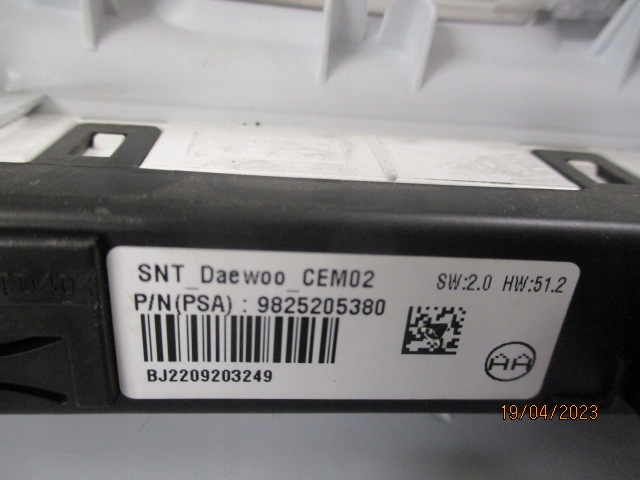 SNT_Daewoo_CEM02 SW:2.0 HW:51.2
P/N(PSA) : 9825205380
BJ2209203249
AA
19/04/2023